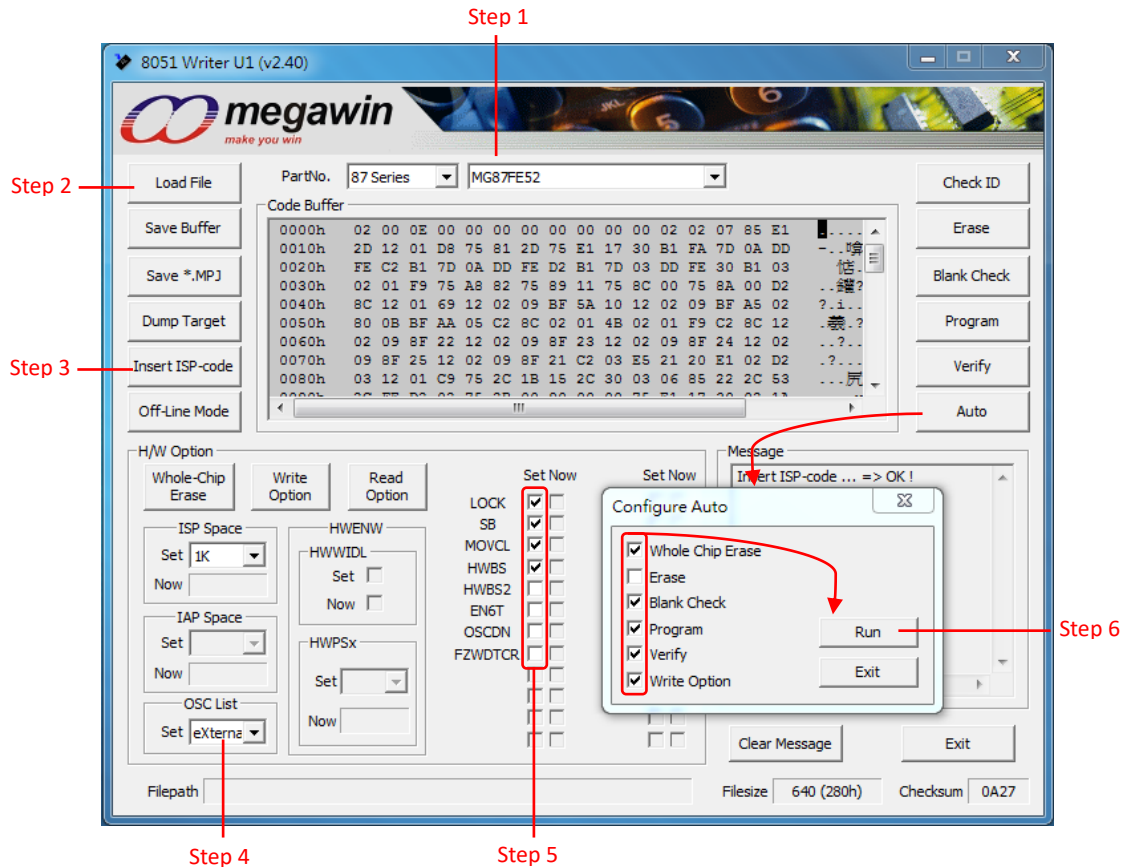 Step 1
8051 Writer U1 (v2.40)
megawin
make you win
JKL
5
6
Step 2
Load File
PartNo.
87 Series
MG87FE52
Check ID
Code Buffer
Save Buffer
Erase
Save *.MPJ
Blank Check
Dump Target
Program
Step 3
Insert ISP-code
Verify
Off-Line Mode
Auto
0000h 02 00 0E 00 00 00 00 00 00 00 00 02 02 07 85 E1
0010h 2D 12 01 D8 75 81 2D 75 E1 17 30 B1 FA 7D 0A DD
0020h FE C2 B1 7D 0A DD FE D2 B1 7D 03 DD FE 30 B1 03
0030h 02 01 F9 75 A8 82 75 89 11 75 8C 00 75 8A 00 D2
0040h 8C 12 01 69 12 02 09 BF 5A 10 12 02 09 BF A5 02 ?.i..
0050h 80 0B BF AA 05 C2 8C 02 01 4B 02 01 F9 C2 8C 12
0060h 02 09 8F 22 12 02 09 8F 23 12 02 09 8F 24 12 02 ..?..
0070h 09 8F 25 12 02 09 8F 21 C2 03 E5 21 20 E1 02 D2 .?...
0080h 03 12 01 C9 75 2C 1B 15 2C 30 03 06 85 22 2C 53
H/W Option
Whole-Chip Erase
Write Option
Read Option
ISP Space
Set 1K
Now
IAP Space
Set
Now
OSC List
Set eXterna
HWENW
HWWIDL
Set
Now
HWPSx
Set
Now
Set Now
Set Now
LOCK
SB
MOVCL
HWBS
HWBS2
EN6T
OSCDN
FZWDTCR
Message
Insert ISP-code ... => OK !
Configure Auto
Whole Chip Erase
Erase
Blank Check
Program
Verify
Write Option
Run
Exit
Step 6
Clear Message
Exit
Filepath
Filesize 640 (280h)
Checksum 0A27
Step 4
Step 5